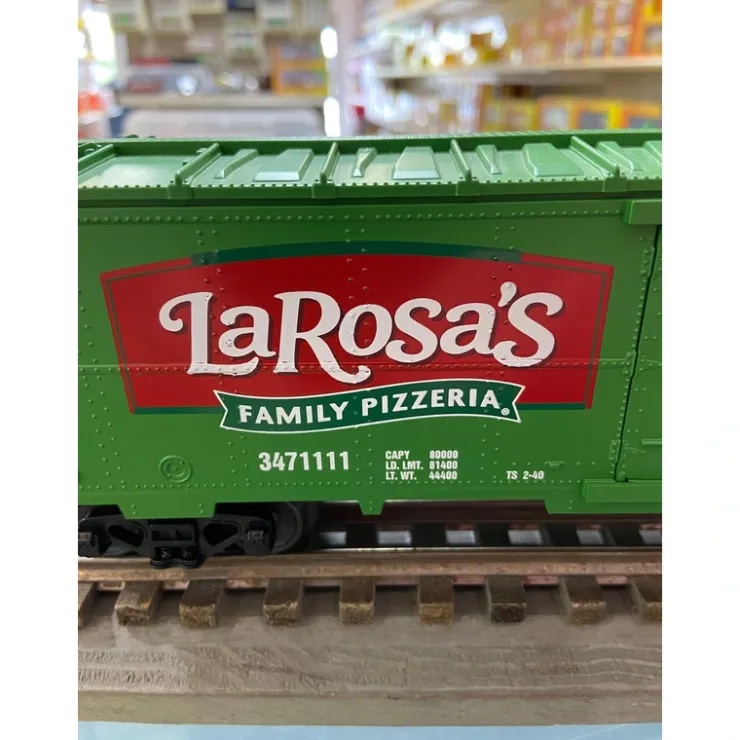 LaRosa's
FAMILY PIZZERIA®
3471111
CAPY 80000
LD. LMT. 81400
LT. WT. 44400
TS 2-40